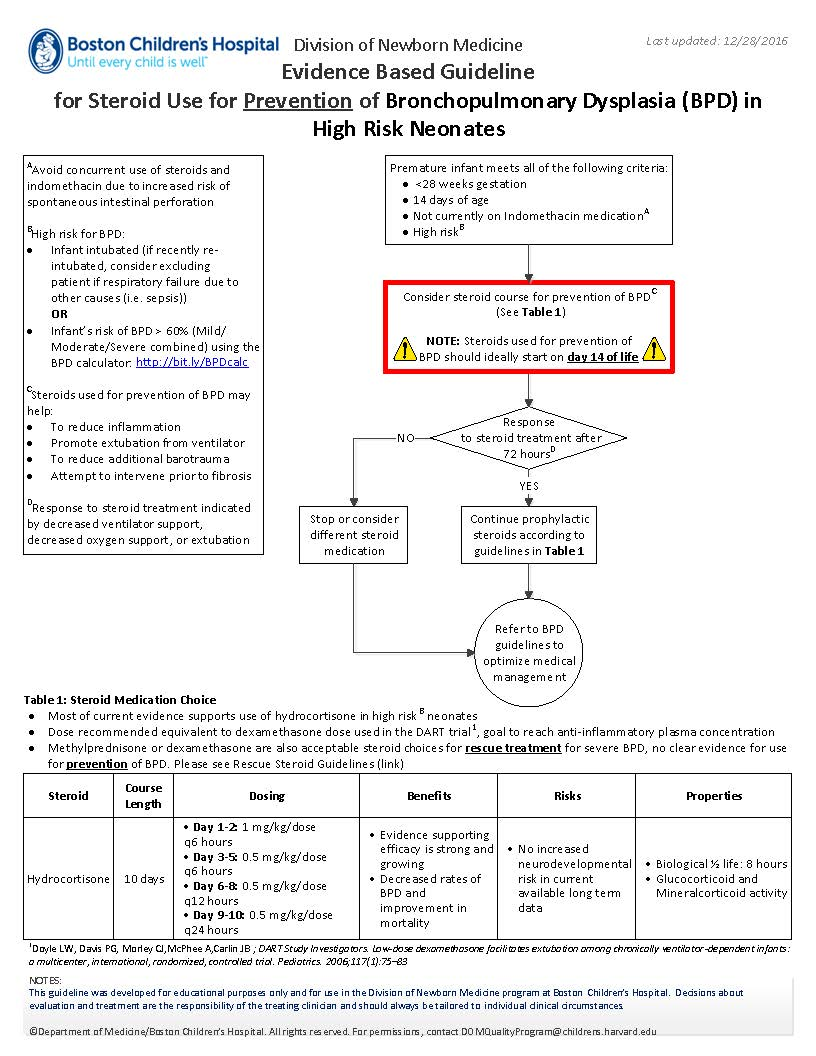 Boston Children's Hospital
Until every child is well™
Division of Newborn Medicine
Last updated: 12/28/2016
Evidence Based Guideline
for Steroid Use for Prevention of Bronchopulmonary Dysplasia (BPD) in
High Risk Neonates
AAvoid concurrent use of steroids and
indomethacin due to increased risk of
spontaneous intestinal perforation
BHigh risk for BPD:
● Infant intubated (if recently re-
intubated, consider excluding
patient if respiratory failure due to
other causes (i.e. sepsis))
OR
● Infant's risk of BPD > 60% (Mild/
Moderate/Severe combined) using the
BPD calculator: http://bit.ly/BPDcalc
CSteroids used for prevention of BPD may
help:
● To reduce inflammation
● Promote extubation from ventilator
● To reduce additional barotrauma
● Attempt to intervene prior to fibrosis
DResponse to steroid treatment indicated
by decreased ventilator support,
decreased oxygen support, or extubation
Premature infant meets all of the following criteria:
● <28 weeks gestation
● 14 days of age
● Not currently on Indomethacin medicationA
● High riskB
Consider steroid course for prevention of BPDC
(See Table 1)
NOTE: Steroids used for prevention of
BPD should ideally start on day 14 of life
Response
to steroid treatment after
72 hoursD
NO
YES
Stop or consider
different steroid
medication
Continue prophylactic
steroids according to
guidelines in Table 1
Refer to BPD
guidelines to
optimize medical
management
Table 1: Steroid Medication Choice
● Most of current evidence supports use of hydrocortisone in high risk B neonates
● Dose recommended equivalent to dexamethasone dose used in the DART trial1, goal to reach anti-inflammatory plasma concentration
● Methylprednisone or dexamethasone are also acceptable steroid choices for rescue treatment for severe BPD, no clear evidence for use
for prevention of BPD. Please see Rescue Steroid Guidelines (link)
Steroid
Course
Length
Dosing
Benefits
Risks
Properties
Hydrocortisone
10 days
• Day 1-2: 1 mg/kg/dose
q6 hours
• Day 3-5: 0.5 mg/kg/dose
q6 hours
• Day 6-8: 0.5 mg/kg/dose
q12 hours
• Day 9-10: 0.5 mg/kg/dose
q24 hours
• Evidence supporting
efficacy is strong and
growing
• Decreased rates of
BPD and
improvement in
mortality
• No increased
neurodevelopmental
risk in current
available long term
data
• Biological ½ life: 8 hours
• Glucocorticoid and
Mineralcorticoid activity
1Doyle LW, Davis PG, Morley CJ,McPhee A,Carlin JB ; DART Study Investigators. Low-dose dexamethasone facilitates extubation among chronically ventilator-dependent infants:
a multicenter, international, randomized, controlled trial. Pediatrics. 2006;117(1):75–83
NOTES:
This guideline was developed for educational purposes only and for use in the Division of Newborn Medicine program at Boston Children's Hospital. Decisions about
evaluation and treatment are the responsibility of the treating clinician and should always be tailored to individual clinical circumstances.
©Department of Medicine/Boston Children's Hospital. All rights reserved. For permissions, contact DOMQualityProgram@childrens.harvard.edu